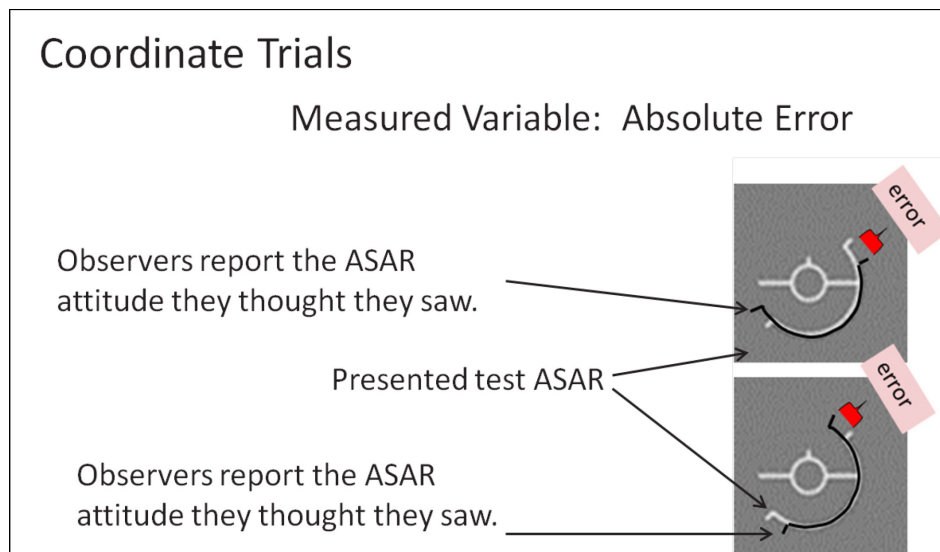 Coordinate Trials
Measured Variable: Absolute Error
error
Observers report the ASAR
attitude they thought they saw.
Presented test ASAR
error
Observers report the ASAR
attitude they thought they saw.